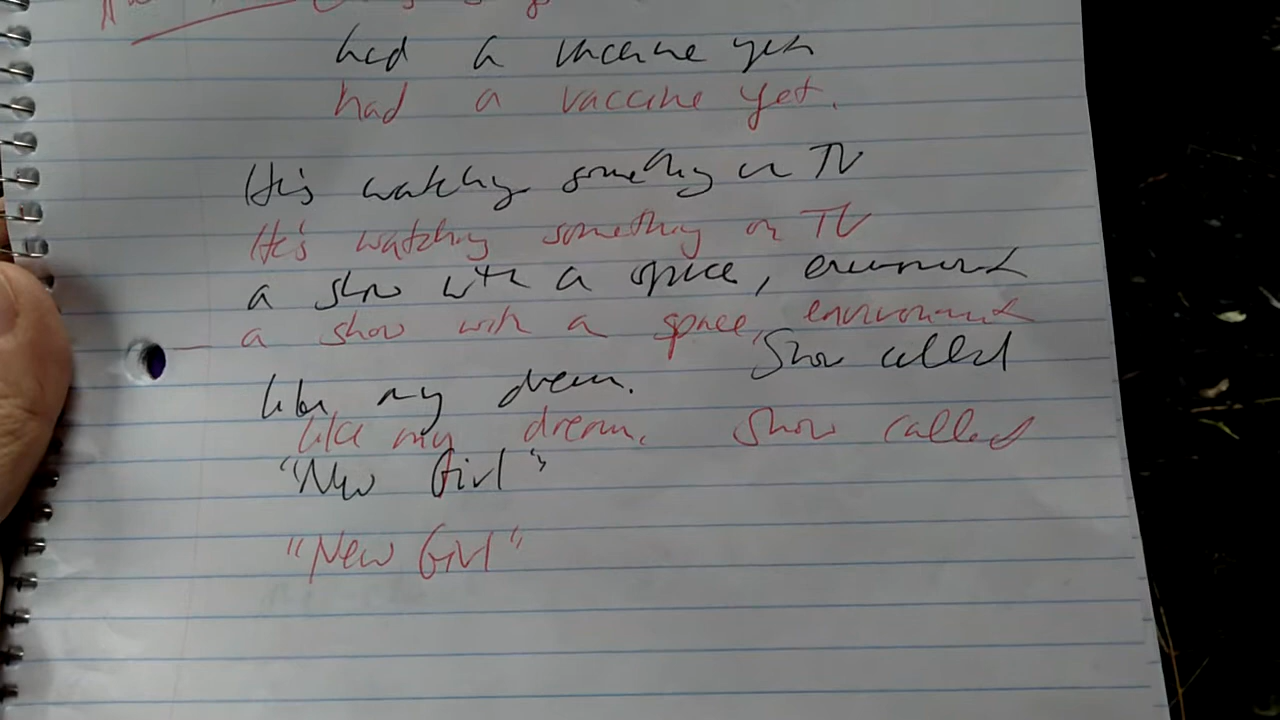 had a vaccine yet
had a vaccine yet.
He's watching something on TV
He's watching something on TV
a show with a space, environment
a show with a space, environment
Show called
like my dream.
like my dream. Show called
"New Girl"
"New Girl"